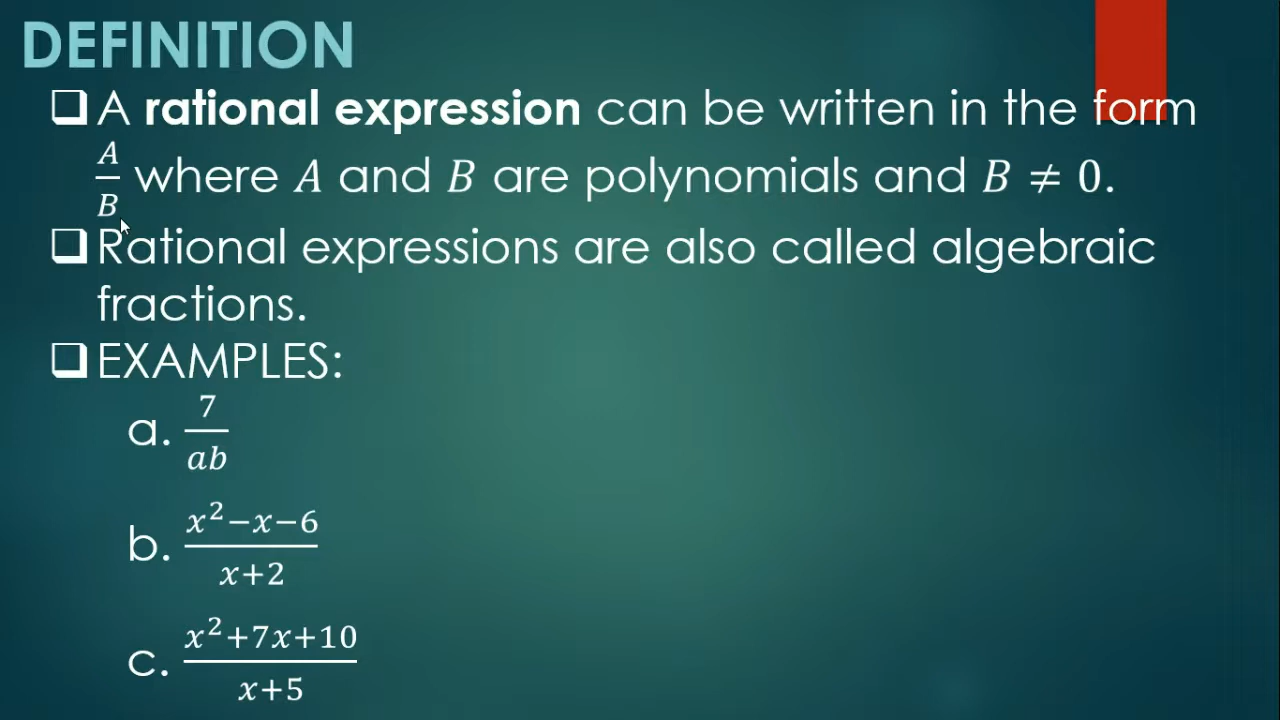 DEFINITION
❑ A rational expression can be written in the form
A/B where A and B are polynomials and B ≠ 0.
❑ Rational expressions are also called algebraic
fractions.
❑ EXAMPLES:
a. 7/ab
b. x²−x−6/x+2
c. x²+7x+10/x+5